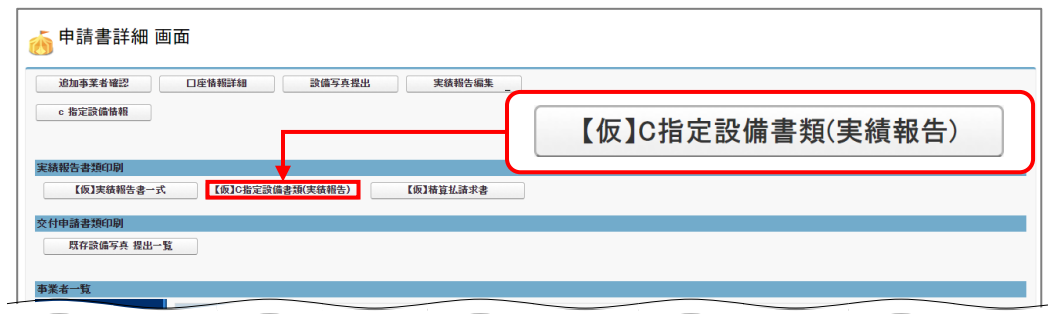 申請書詳細 画面
追加事業者確認 口座情報詳細 設備写真提出 実績報告編集
c 指定設備情報
【仮】C指定設備書類(実績報告)
実績報告書類印刷
【仮】実績報告書一式 【仮】C指定設備書類(実績報告) 【仮】精算払請求書
交付申請書類印刷
既存設備写真 提出一覧
事業者一覧